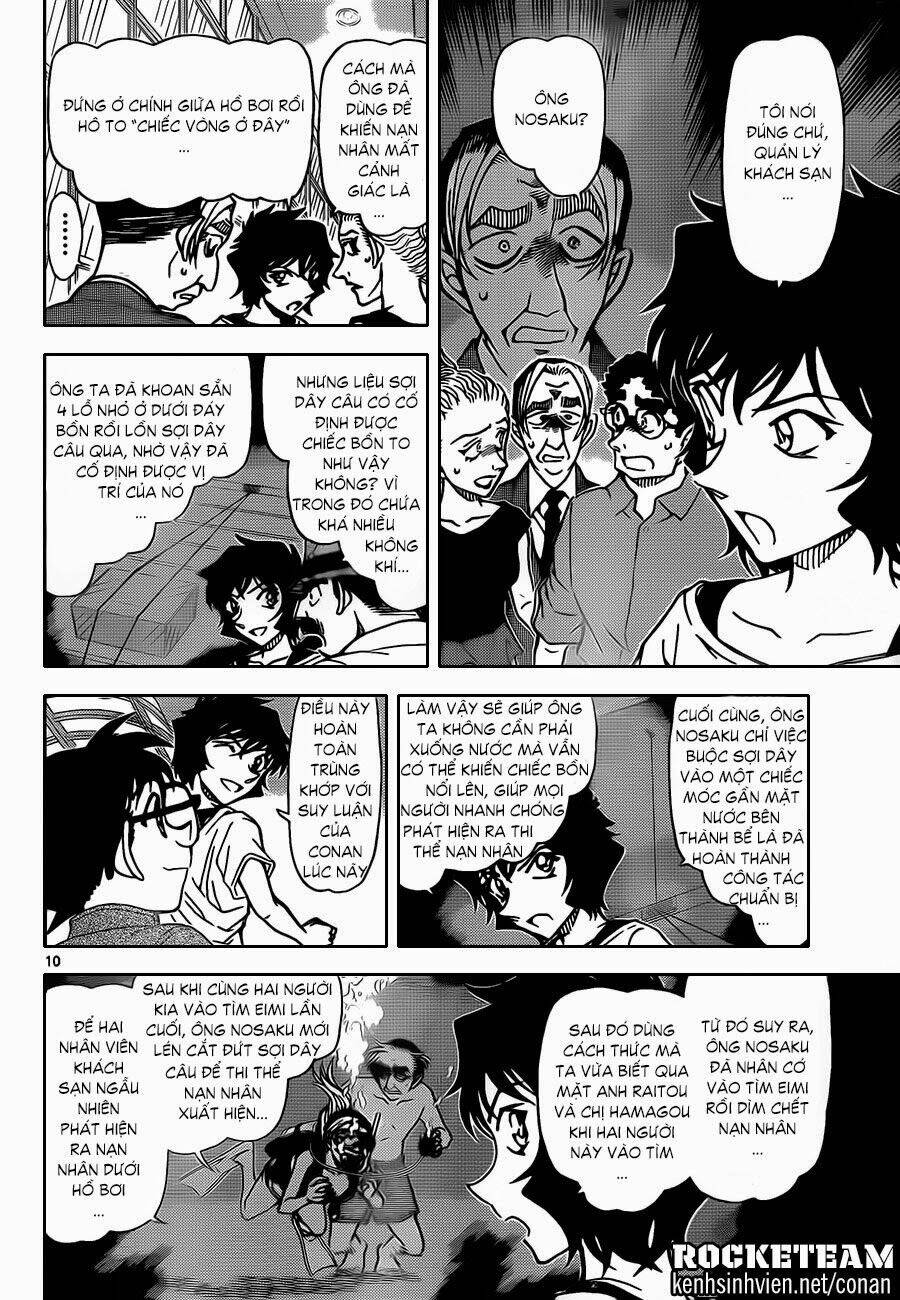 TÔI NÓI
ĐÚNG CHỨ,
QUẢN LÝ
KHÁCH SẠN
...
ÔNG
NOSAKU?
CÁCH MÀ
ÔNG ĐÃ
DÙNG ĐỂ
KHIẾN NẠN
NHÂN MẤT
CẢNH
GIÁC LÀ
...
ĐỨNG Ở CHÍNH GIỮA HỒ BƠI RỒI
HÔ TO "CHIẾC VÒNG Ở ĐÂY"
...
....
NHƯNG LIỆU SỢI
DÂY CÂU CÓ CỐ
ĐỊNH ĐƯỢC
CHIẾC BỒN TO
NHƯ VẬY
KHÔNG? VÌ
TRONG ĐÓ CHỨA
KHÁ NHIỀU
KHÔNG
KHÍ...
ÔNG TA ĐÃ KHOAN SẴN
4 LỖ NHỎ Ở DƯỚI ĐÁY
BỒN RỒI LỒN SỢI DÂY
CÂU QUA, NHỜ VẬY ĐÃ
CỐ ĐỊNH ĐƯỢC VỊ
TRÍ CỦA NÓ
...
CUỐI CÙNG, ÔNG
NOSAKU CHỈ VIỆC
BUỘC SỢI DÂY
VÀO MỘT CHIẾC
MÓC GẦN MẶT
NƯỚC BÊN
THÀNH BỂ LÀ ĐÃ
HOÀN THÀNH
CÔNG TÁC
CHUẨN BỊ
...
LÀM VẬY SẼ GIÚP ÔNG
TA KHÔNG CẦN PHẢI
XUỐNG NƯỚC MÀ VẪN
CÓ THỂ KHIẾN CHIẾC BỒN
NỔI LÊN, GIÚP MỌI
NGƯỜI NHANH CHÓNG
PHÁT HIỆN RA THI
THỂ NẠN NHÂN
ĐIỀU NÀY
HOÀN
TOÀN
TRÙNG
KHỚP VỚI
SUY LUẬN
CỦA
CONAN
LÚC NÀY
10
TỪ ĐÓ SUY RA,
ÔNG NOSAKU
ĐÃ NHÂN CƠ
VÀO TÌM EIMI
RỒI DÌM CHẾT
NẠN NHÂN
...
SAU ĐÓ DÙNG
CÁCH THỨC MÀ
TA VỪA BIẾT QUA
MẶT ANH RAITOU
VÀ CHỊ HAMAGOU
KHI HAI NGƯỜI
NÀY VÀO TÌM
...
SAU KHI CÙNG HAI NGƯỜI
KIA VÀO TÌM EIMI LẦN
CUỐI, ÔNG NOSAKU MỚI
LÉN CẮT ĐỨT SỢI DÂY
CÂU ĐỂ THI THỂ
NẠN NHÂN
XUẤT HIỆN...
ĐỂ HAI
NHÂN VIÊN
KHÁCH
SẠN NGẪU
NHIÊN
PHÁT HIỆN
RA NẠN
NHÂN DƯỚI
HỒ BƠI
...
ROCKETEAM
kenhsinhvien.net/conan